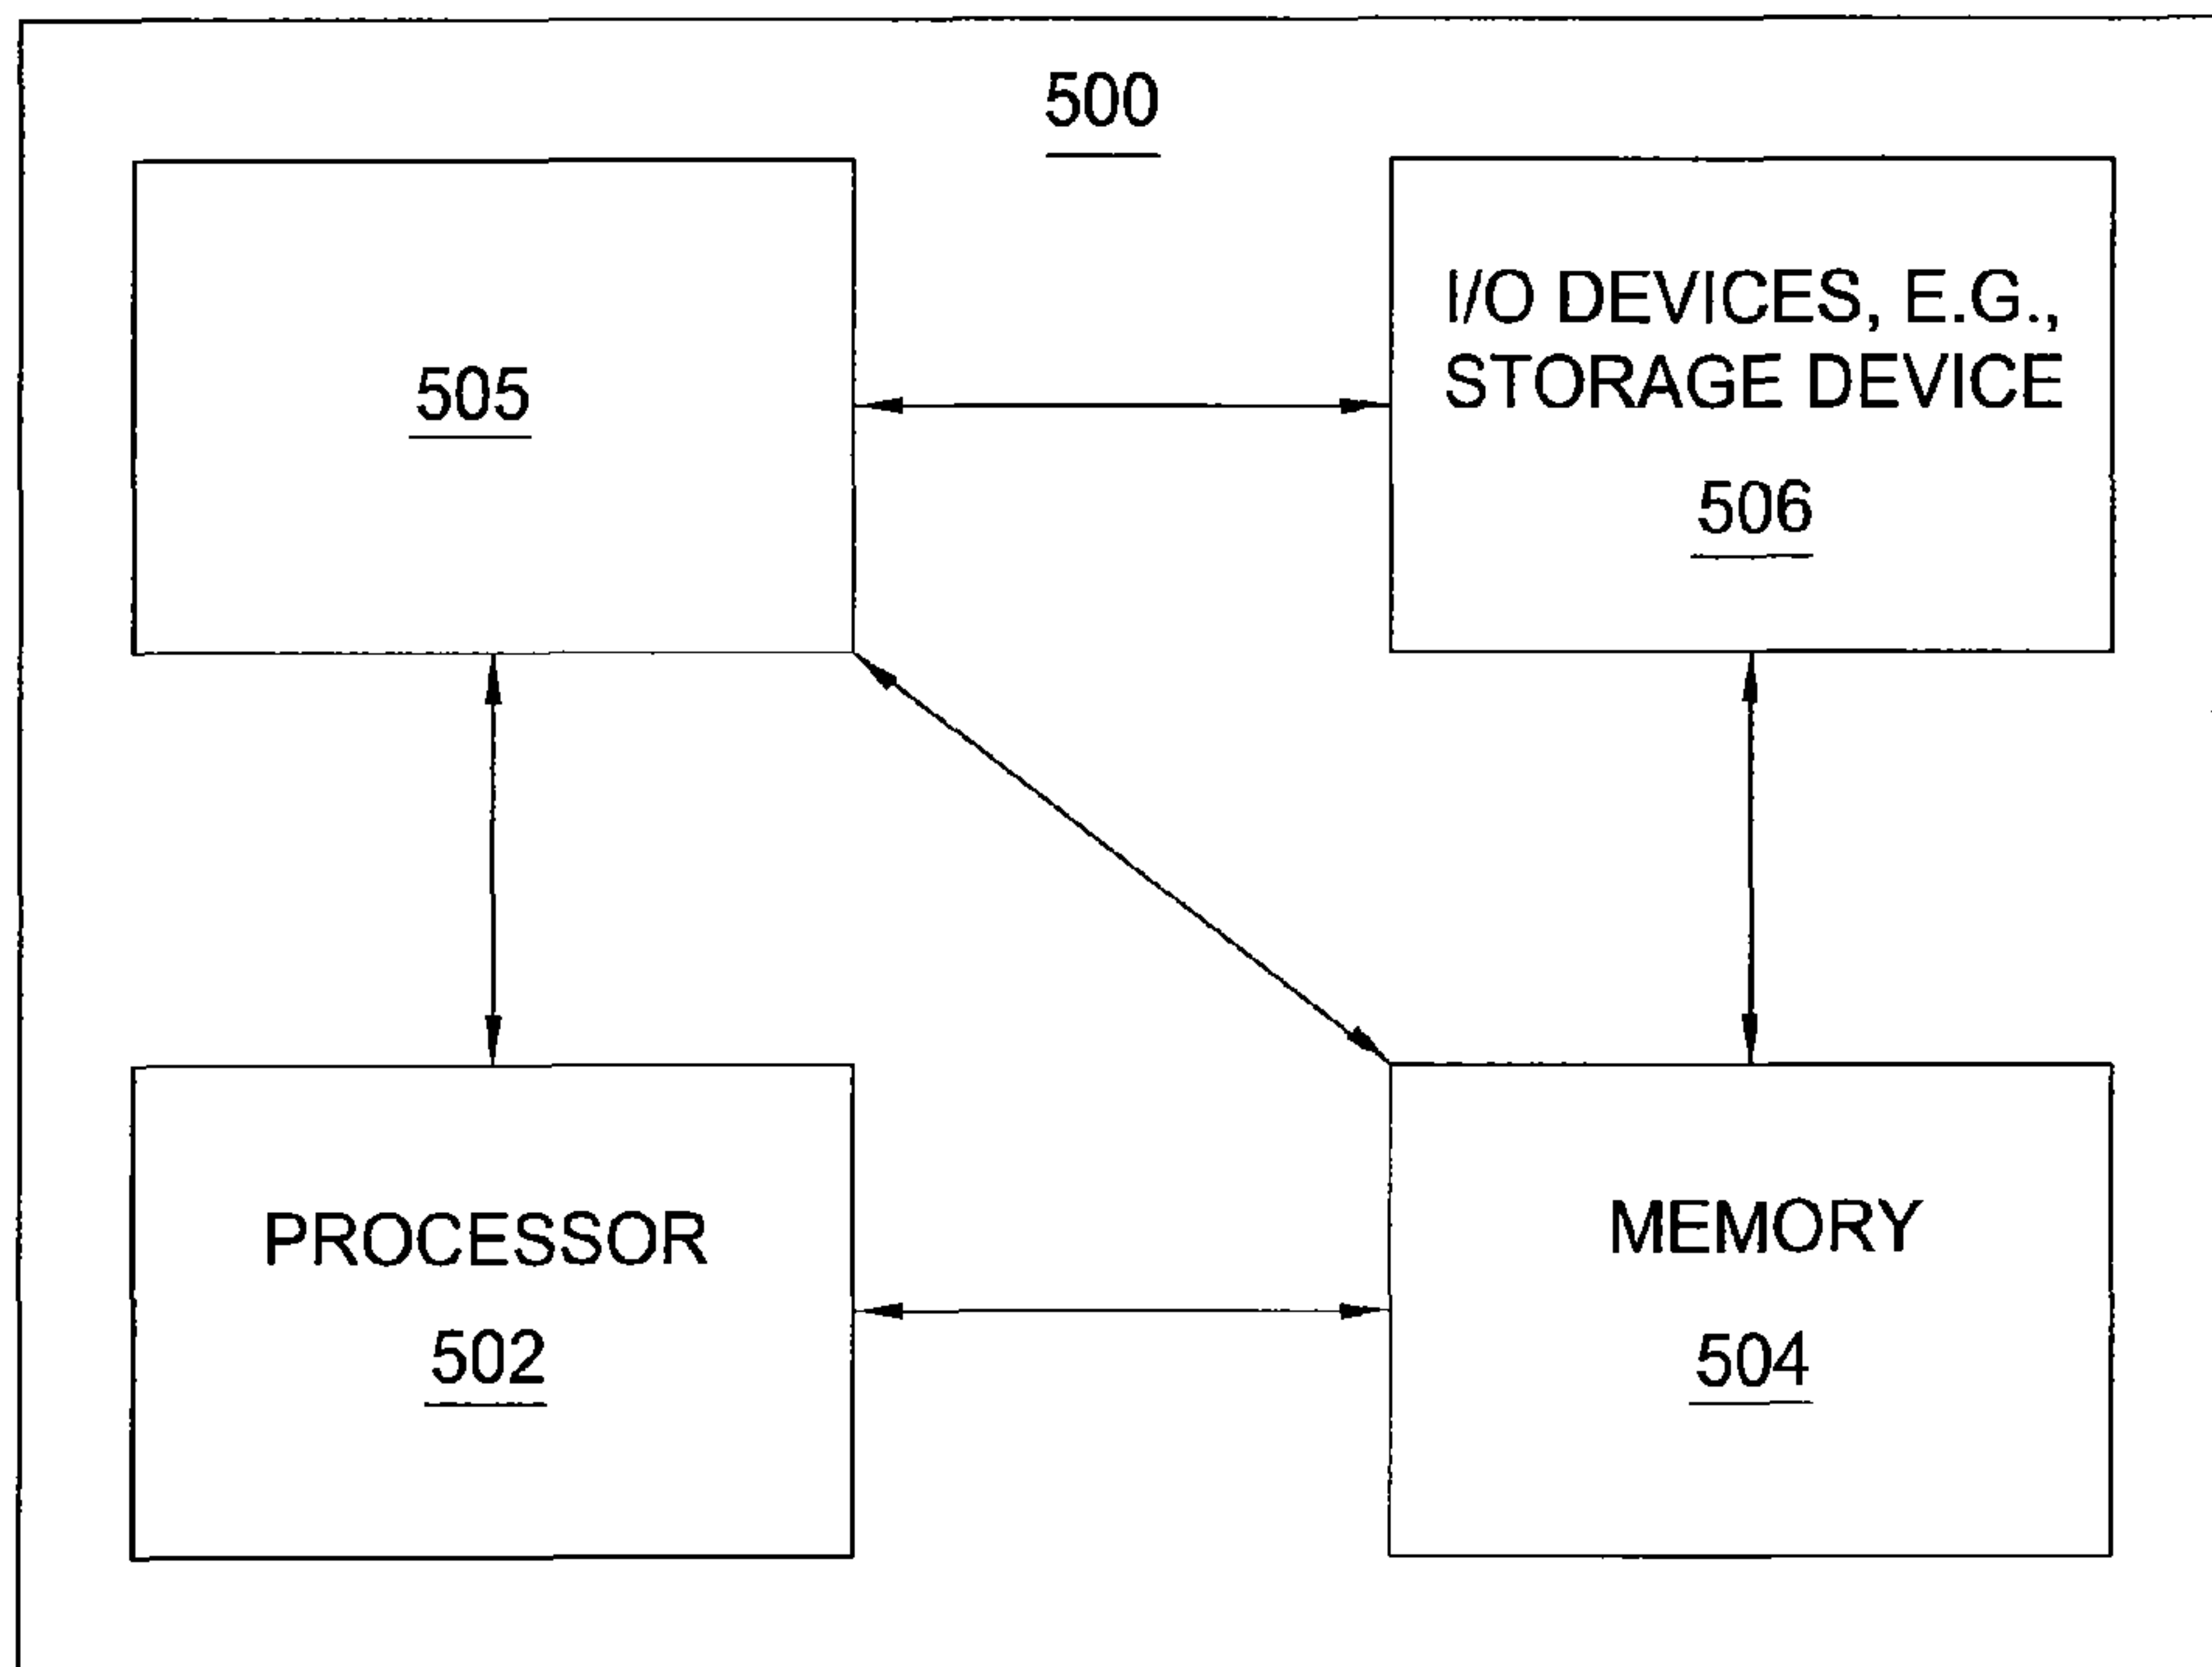 500
505
I/O DEVICES, E.G.,
STORAGE DEVICE
506
PROCESSOR
502
MEMORY
504